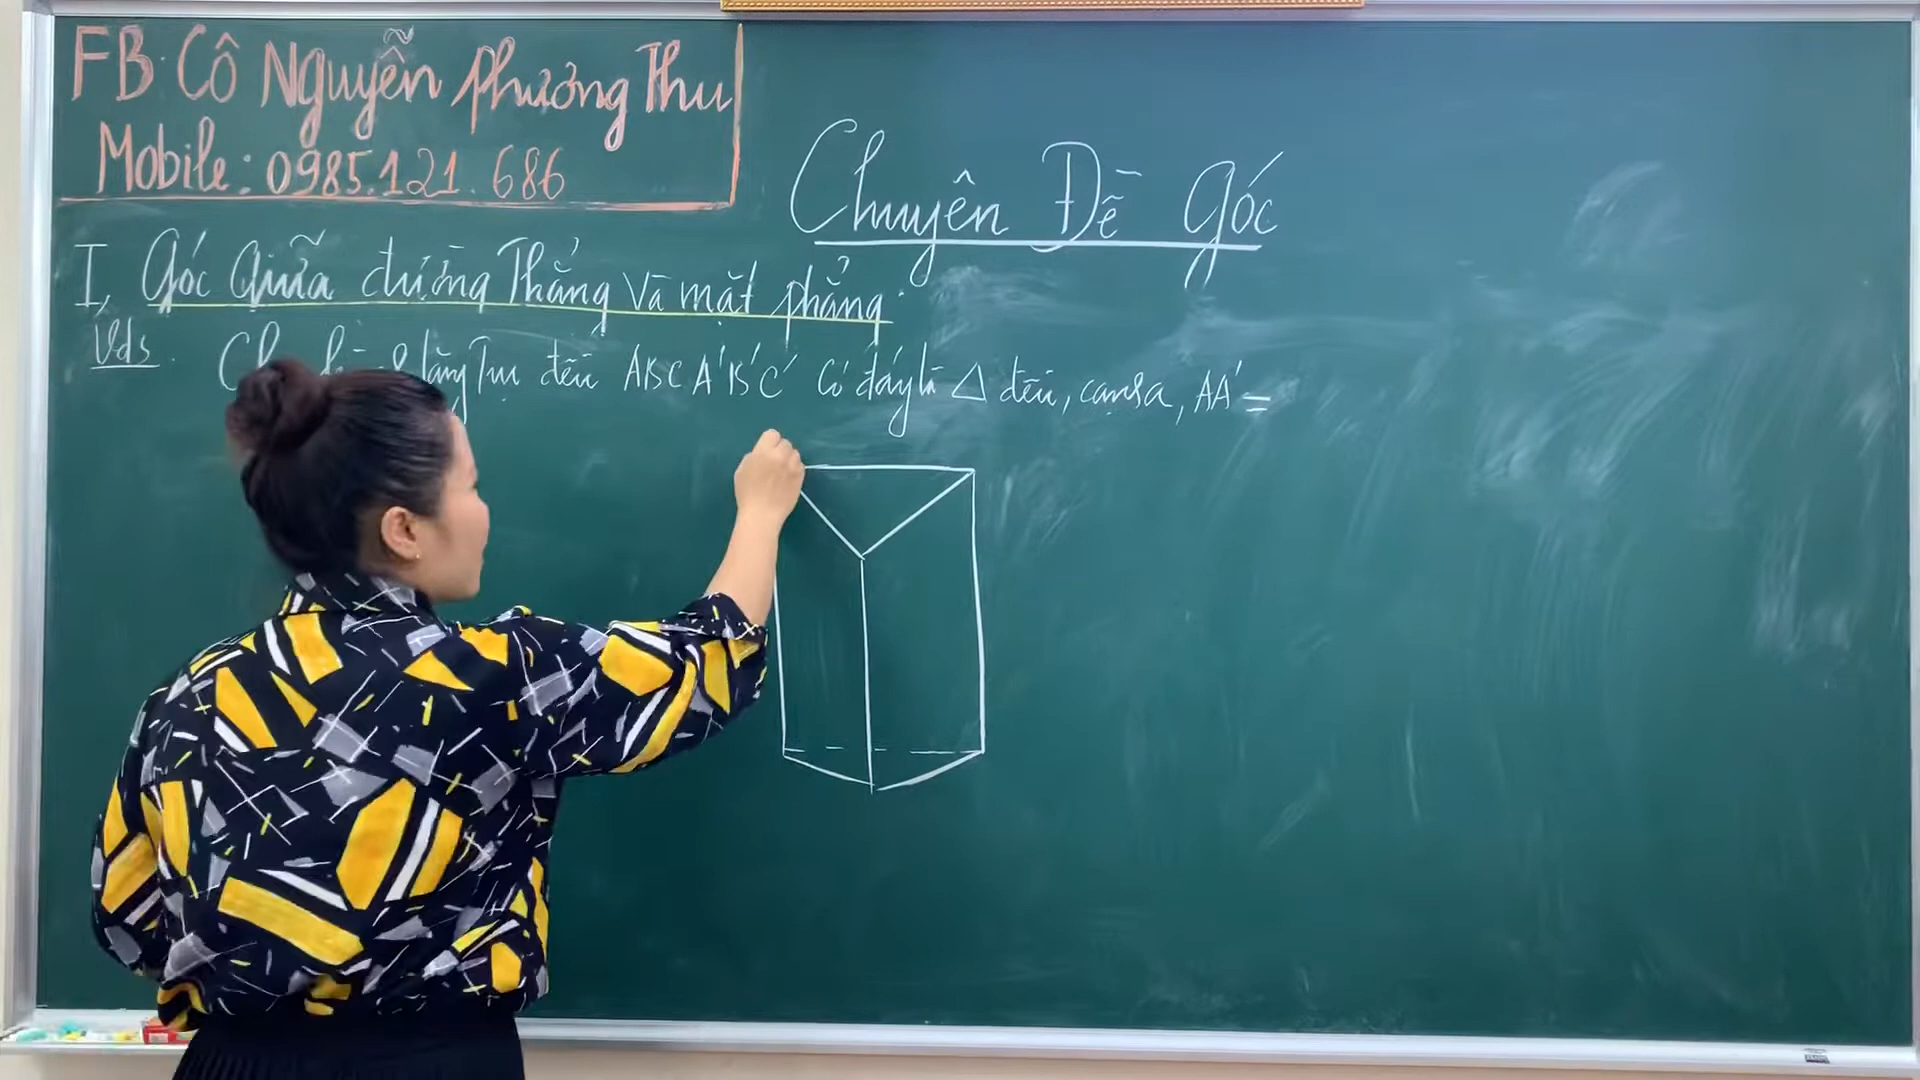 FB: Cô Nguyễn Phương Thu
Mobile: 0985.121.686
Chuyên Đề Góc
I, Góc Giữa đường Thẳng và mặt phẳng.
Vd5. lăng Trụ đều ABC A'B'C' có đáy là △ đều, cạnh a, AA' =